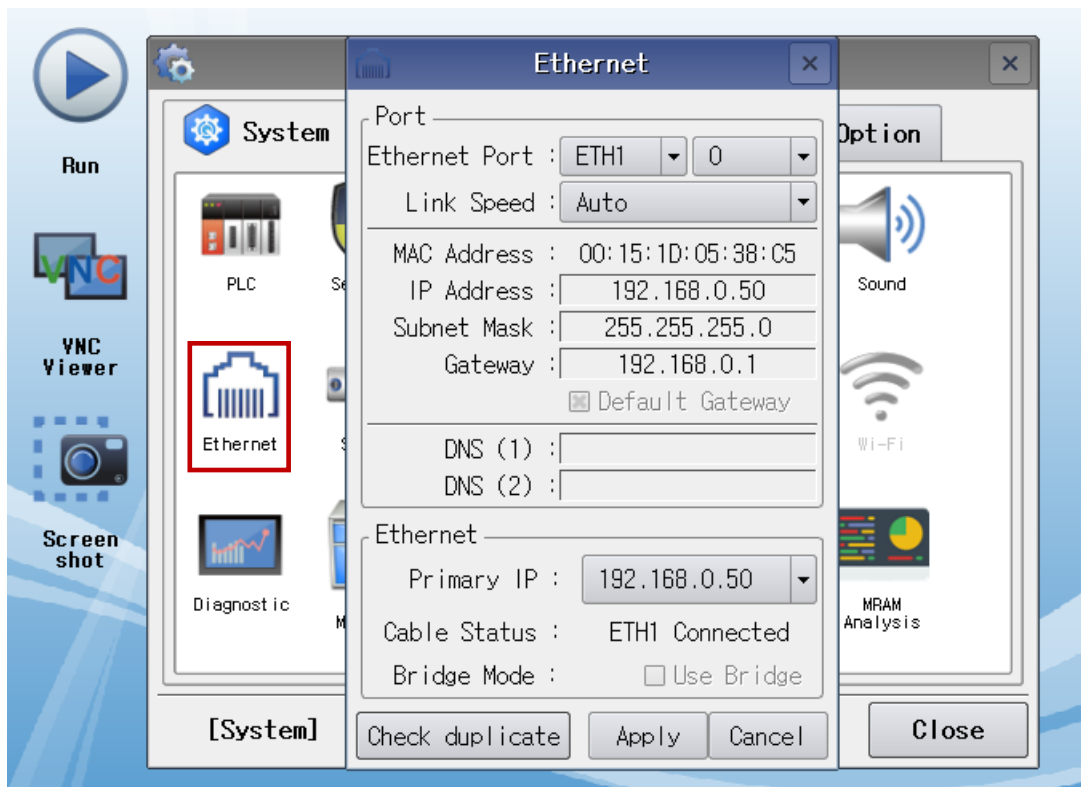 Run
VNC
VNC
Viewer
Screen
shot
System
Option
PLC
Se
Sound
Ethernet
S
Wi-Fi
Diagnostic
M
MRAM
Analysis
[System]
Close
Ethernet
Port
Ethernet Port : ETH1 0
Link Speed : Auto
MAC Address : 00:15:1D:05:38:C5
IP Address : 192.168.0.50
Subnet Mask : 255.255.255.0
Gateway : 192.168.0.1
Default Gateway
DNS (1) :
DNS (2) :
Ethernet
Primary IP : 192.168.0.50
Cable Status : ETH1 Connected
Bridge Mode : Use Bridge
Check duplicate Apply Cancel